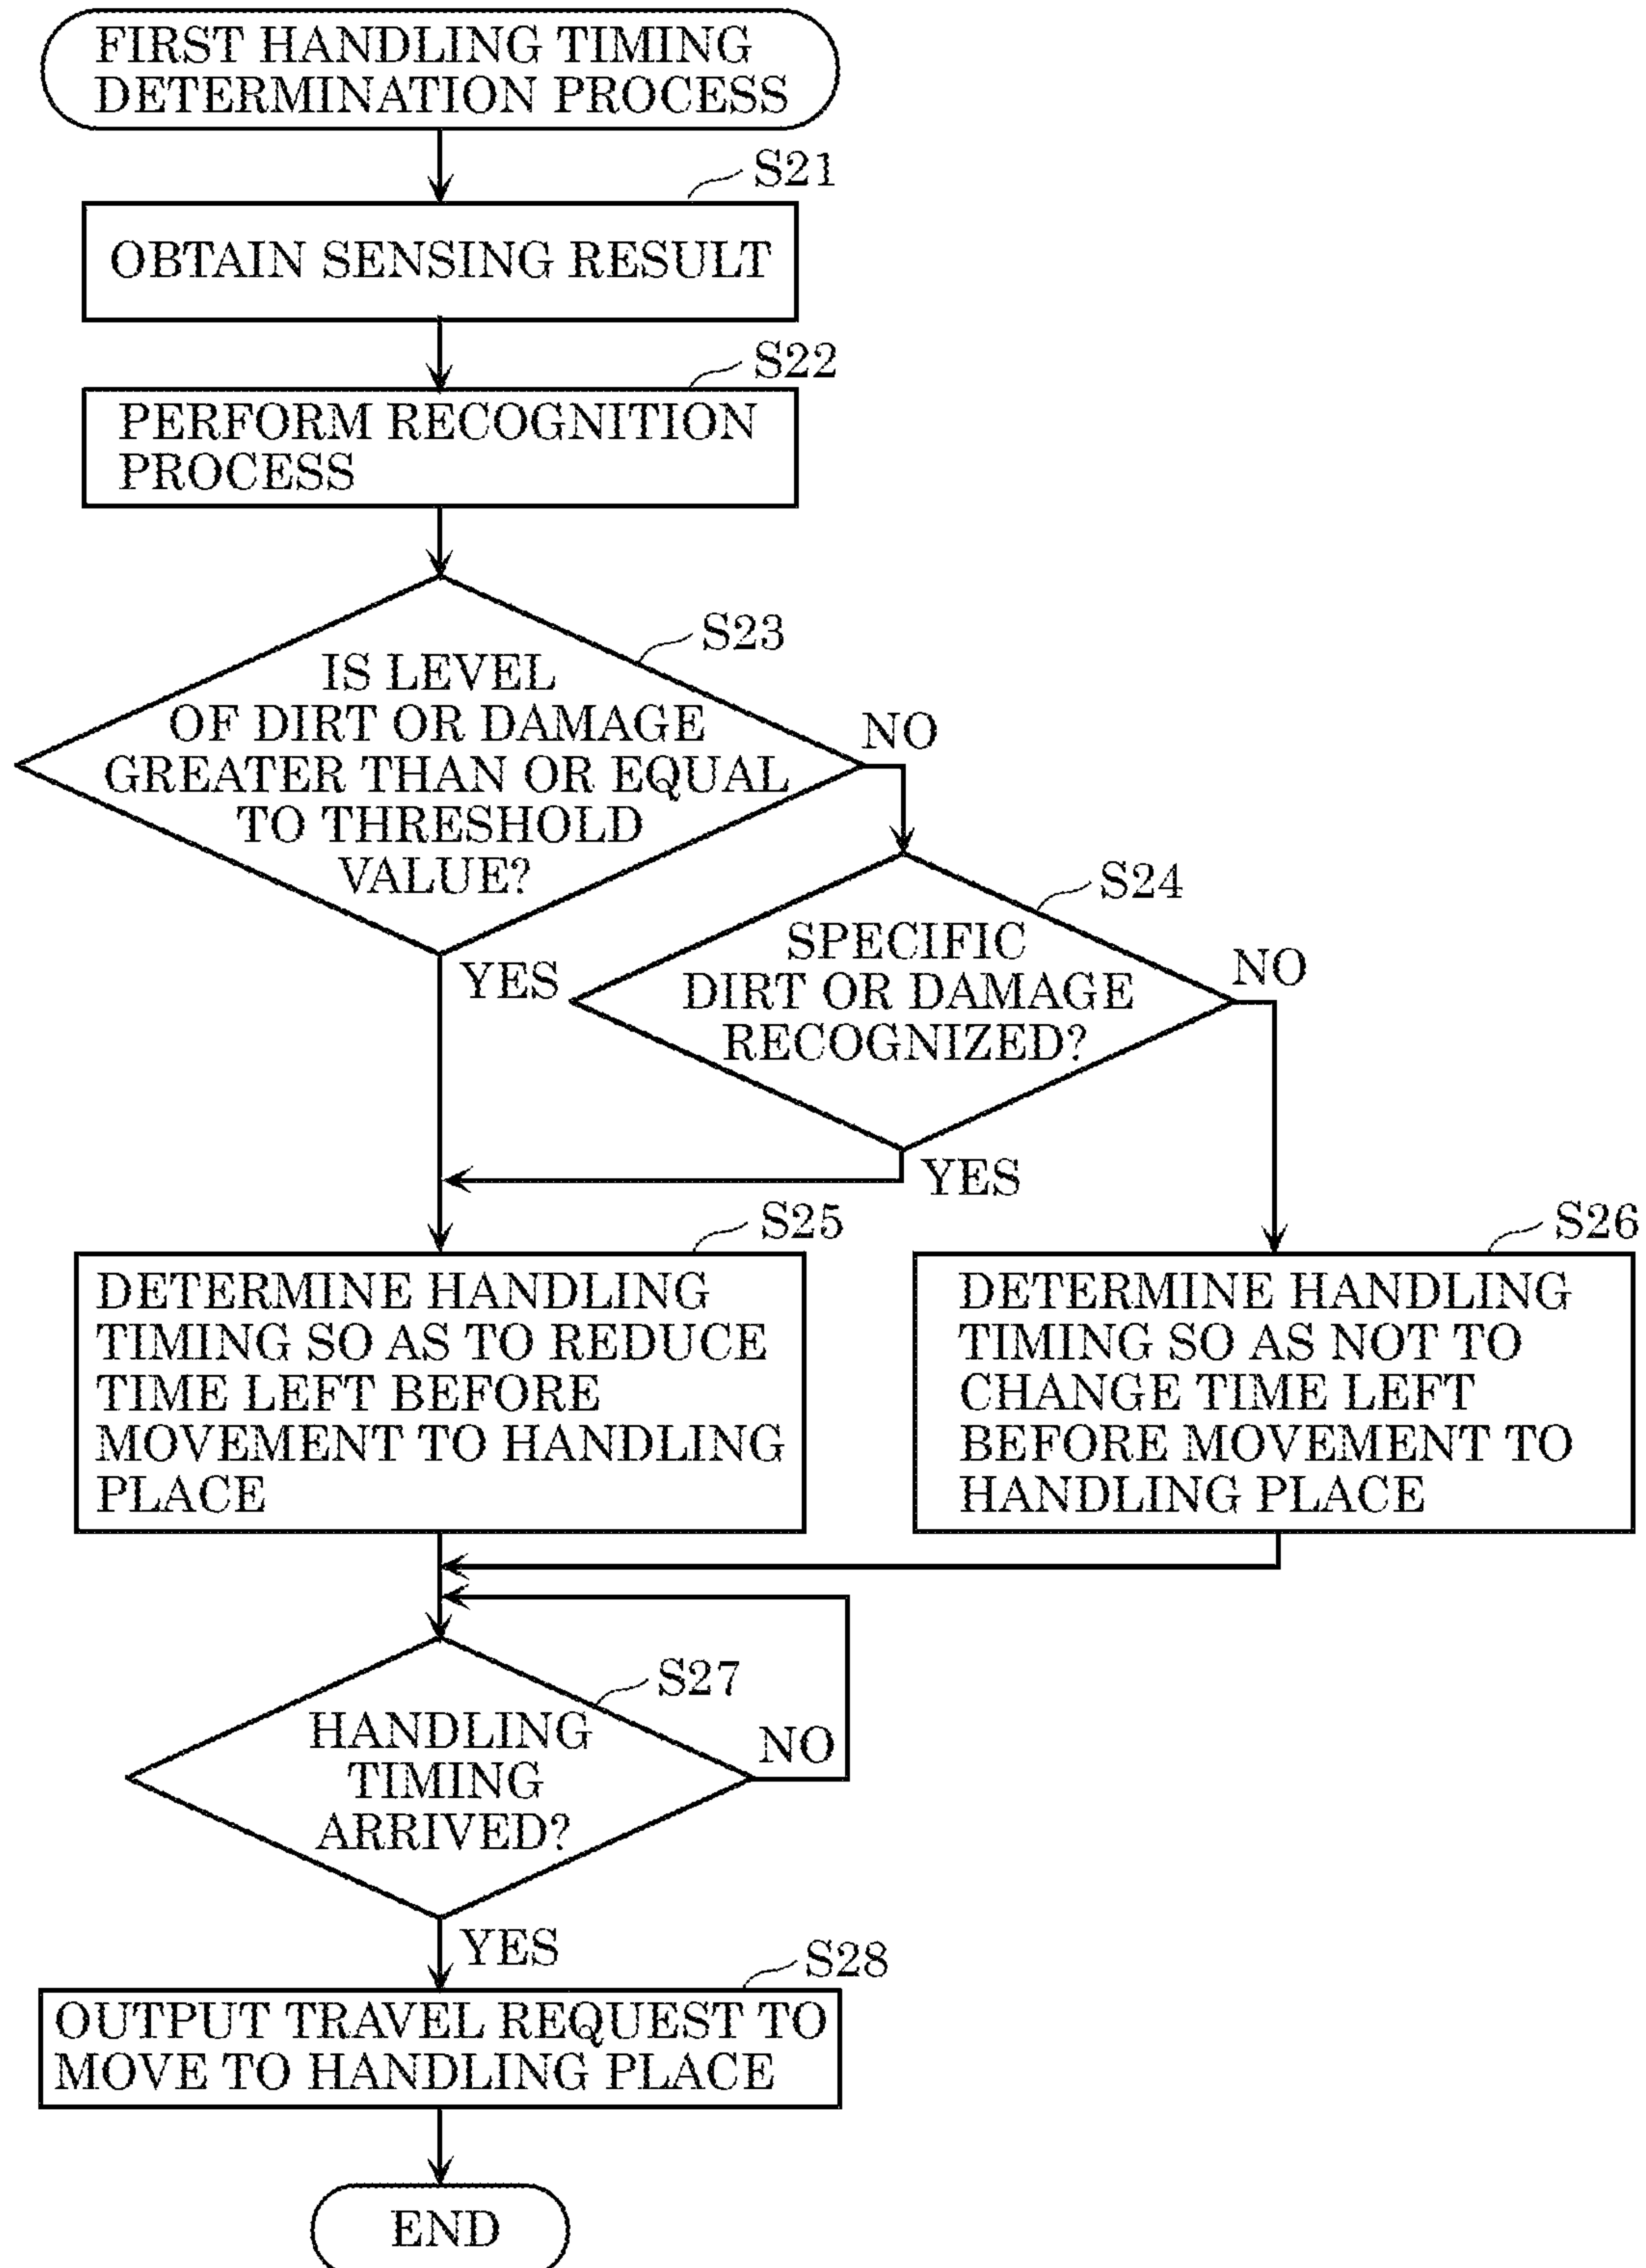 FIRST HANDLING TIMING
DETERMINATION PROCESS
S21
OBTAIN SENSING RESULT
S22
PERFORM RECOGNITION
PROCESS
S23
IS LEVEL
OF DIRT OR DAMAGE
GREATER THAN OR EQUAL
TO THRESHOLD
VALUE?
NO
YES
S24
SPECIFIC
DIRT OR DAMAGE
RECOGNIZED?
NO
YES
S25
DETERMINE HANDLING
TIMING SO AS TO REDUCE
TIME LEFT BEFORE
MOVEMENT TO HANDLING
PLACE
S26
DETERMINE HANDLING
TIMING SO AS NOT TO
CHANGE TIME LEFT
BEFORE MOVEMENT TO
HANDLING PLACE
S27
HANDLING
TIMING
ARRIVED?
NO
YES
S28
OUTPUT TRAVEL REQUEST TO
MOVE TO HANDLING PLACE
END